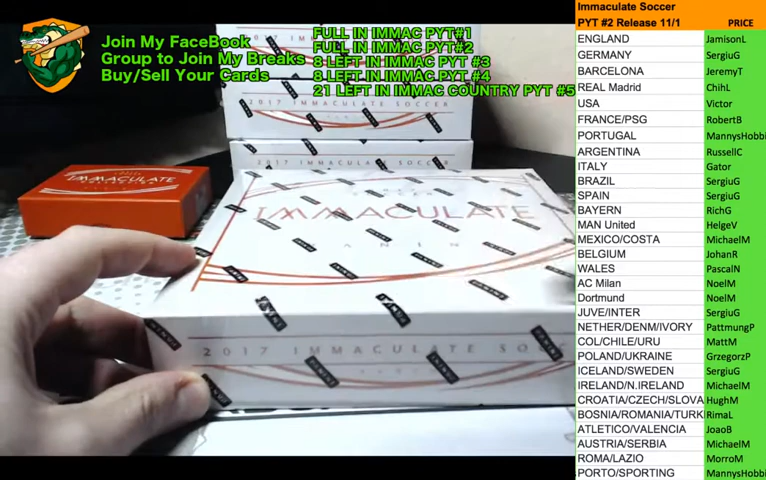 Join My FaceBook
Group to Join My Breaks
Buy/Sell Your Cards
FULL IN IMMAC PYT#1
FULL IN IMMAC PYT#2
8 LEFT IN IMMAC PYT #3
8 LEFT IN IMMAC PYT #4
21 LEFT IN IMMAC COUNTRY PYT #5
2017 IMMACULATE SOCCER
2017 IMMACULATE SOCCER
IMMACULATE
COLLECTION
IMMACULATE
PANINI
2017 IMMACULATE SOC
Immaculate Soccer
PYT #2 Release 11/1 PRICE
ENGLAND JamisonL
GERMANY SergiuG
BARCELONA JeremyT
REAL Madrid ChihL
USA Victor
FRANCE/PSG RobertB
PORTUGAL MannysHobbi
ARGENTINA RussellC
ITALY Gator
BRAZIL SergiuG
SPAIN SergiuG
BAYERN RichG
MAN United HelgeV
MEXICO/COSTA MichaelM
BELGIUM JohanR
WALES PascalN
AC Milan NoelM
Dortmund NoelM
JUVE/INTER SergiuG
NETHER/DENM/IVORY PattmungP
COL/CHILE/URU MattM
POLAND/UKRAINE GrzegorzP
ICELAND/SWEDEN SergiuG
IRELAND/N.IRELAND MichaelM
CROATIA/CZECH/SLOVA HughM
BOSNIA/ROMANIA/TURK RimaL
ATLETICO/VALENCIA JoaoB
AUSTRIA/SERBIA MichaelM
ROMA/LAZIO MorroM
PORTO/SPORTING MannysHobbi